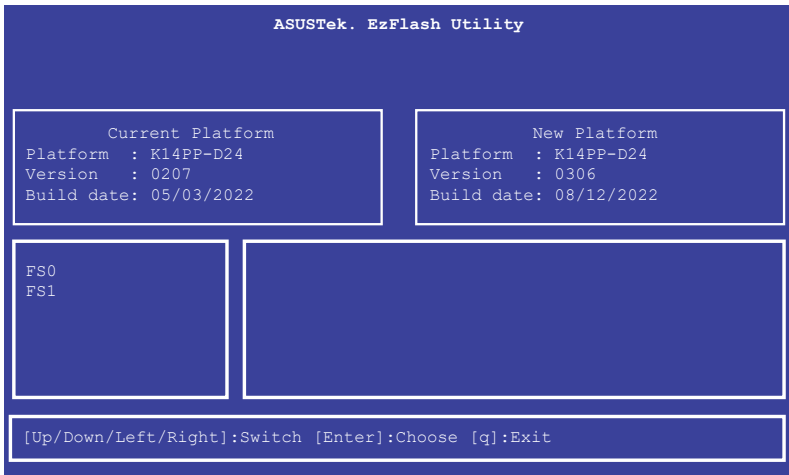 ASUSTek. EzFlash Utility
Current Platform
Platform : K14PP-D24
Version : 0207
Build date: 05/03/2022
New Platform
Platform : K14PP-D24
Version : 0306
Build date: 08/12/2022
FS0
FS1
[Up/Down/Left/Right]:Switch [Enter]:Choose [q]:Exit